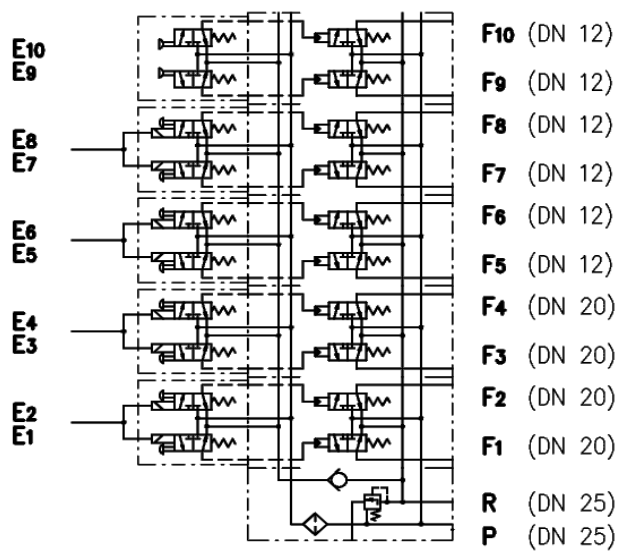 E10
E9
E8
E7
E6
E5
E4
E3
E2
E1
F10 (DN 12)
F9 (DN 12)
F8 (DN 12)
F7 (DN 12)
F6 (DN 12)
F5 (DN 12)
F4 (DN 20)
F3 (DN 20)
F2 (DN 20)
F1 (DN 20)
R (DN 25)
P (DN 25)